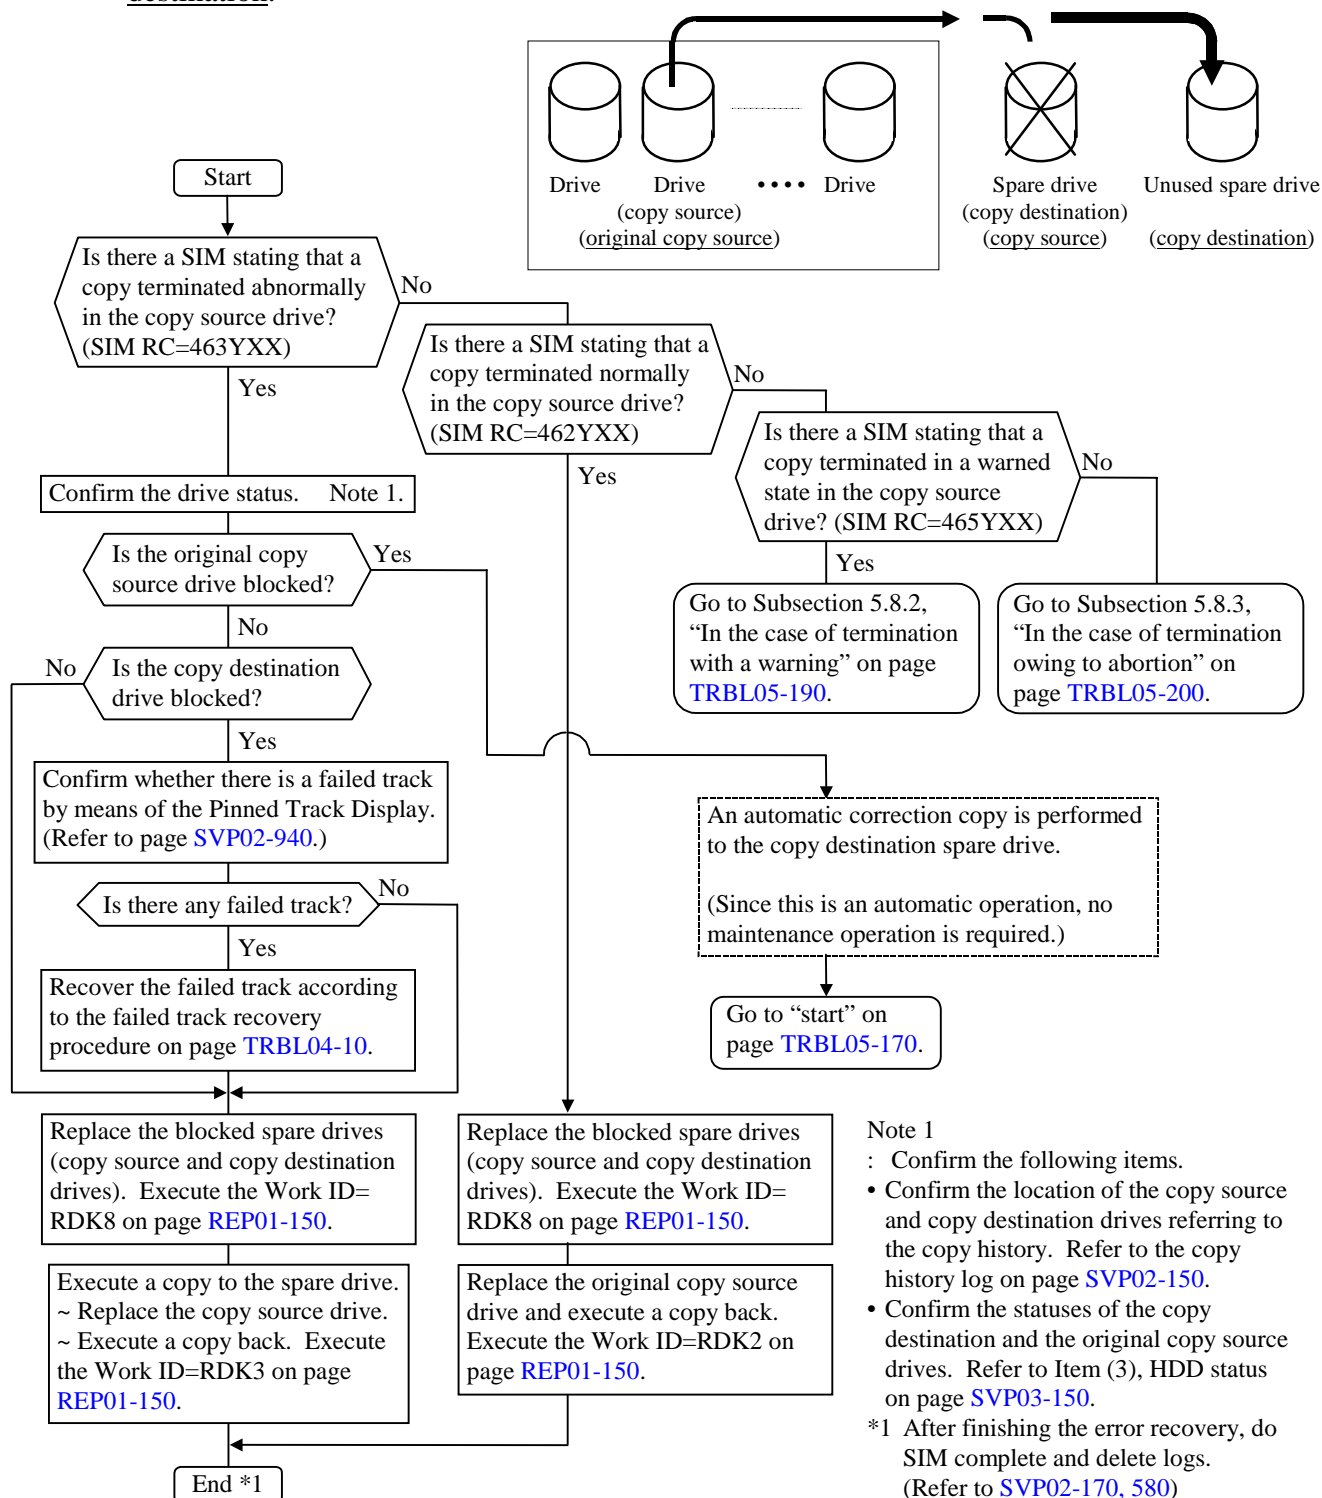 destination.
Drive
Drive
(copy source)
(original copy source)
•••• Drive
Spare drive
(copy destination)
(copy source)
Unused spare drive
(copy destination)
Start
Is there a SIM stating that a
copy terminated abnormally
in the copy source drive?
(SIM RC=463YXX)
No
Yes
Is there a SIM stating that a
copy terminated normally
in the copy source drive?
(SIM RC=462YXX)
No
Yes
Is there a SIM stating that a
copy terminated in a warned
state in the copy source
drive? (SIM RC=465YXX)
No
Yes
Confirm the drive status. Note 1.
Is the original copy
source drive blocked?
Yes
No
Go to Subsection 5.8.2,
“In the case of termination
with a warning” on page
TRBL05-190.
Go to Subsection 5.8.3,
“In the case of termination
owing to abortion” on
page TRBL05-200.
No
Is the copy destination
drive blocked?
Yes
Confirm whether there is a failed track
by means of the Pinned Track Display.
(Refer to page SVP02-940.)
An automatic correction copy is performed
to the copy destination spare drive.
(Since this is an automatic operation, no
maintenance operation is required.)
Is there any failed track?
No
Yes
Recover the failed track according
to the failed track recovery
procedure on page TRBL04-10.
Go to “start” on
page TRBL05-170.
Replace the blocked spare drives
(copy source and copy destination
drives). Execute the Work ID=
RDK8 on page REP01-150.
Replace the blocked spare drives
(copy source and copy destination
drives). Execute the Work ID=
RDK8 on page REP01-150.
Execute a copy to the spare drive.
~ Replace the copy source drive.
~ Execute a copy back. Execute
the Work ID=RDK3 on page
REP01-150.
Replace the original copy source
drive and execute a copy back.
Execute the Work ID=RDK2 on
page REP01-150.
End *1
Note 1
: Confirm the following items.
• Confirm the location of the copy source
and copy destination drives referring to
the copy history. Refer to the copy
history log on page SVP02-150.
• Confirm the statuses of the copy
destination and the original copy source
drives. Refer to Item (3), HDD status
on page SVP03-150.
*1 After finishing the error recovery, do
SIM complete and delete logs.
(Refer to SVP02-170, 580)